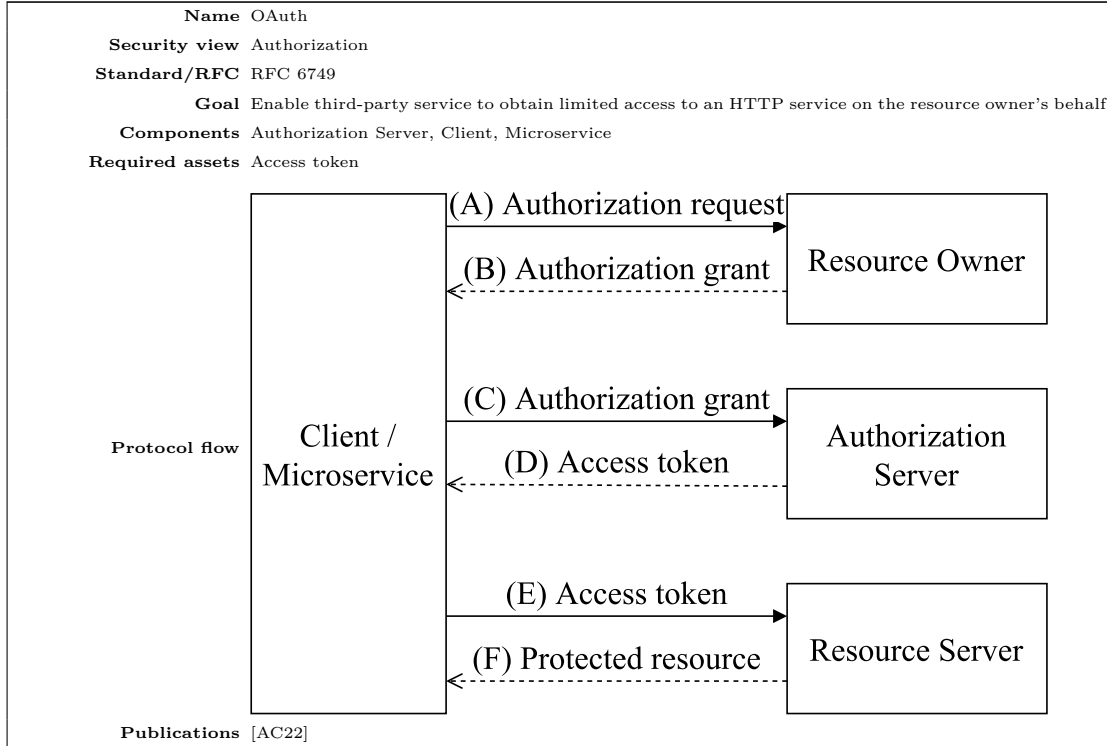 Name OAuth
Security view Authorization
Standard/RFC RFC 6749
Goal Enable third-party service to obtain limited access to an HTTP service on the resource owner's behalf
Components Authorization Server, Client, Microservice
Required assets Access token
Protocol flow
Client /
Microservice
(A) Authorization request
(B) Authorization grant
Resource Owner
(C) Authorization grant
(D) Access token
Authorization
Server
(E) Access token
(F) Protected resource
Resource Server
Publications [AC22]